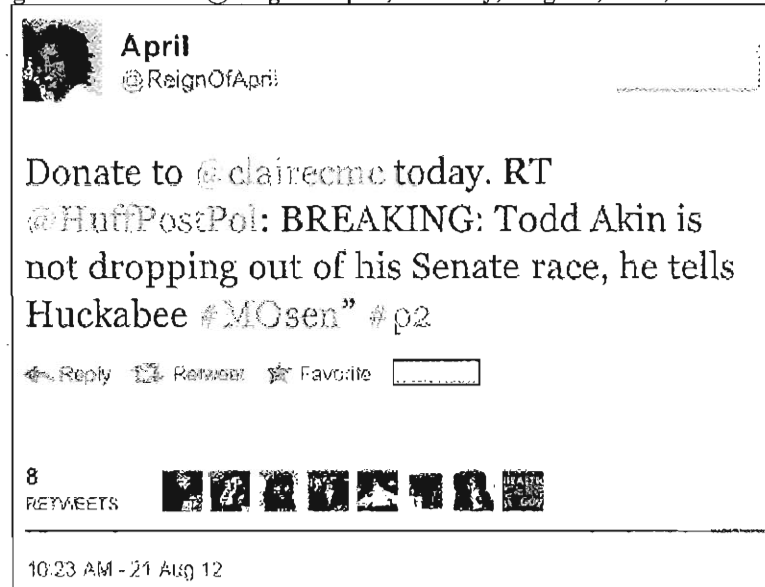 April
@ReignOfApril
Donate to @clairecmc today. RT
@HuffPostPol: BREAKING: Todd Akin is
not dropping out of his Senate race, he tells
Huckabee #MOsen” #p2
Reply Retweet Favorite
8
RETWEETS
10:23 AM - 21 Aug 12